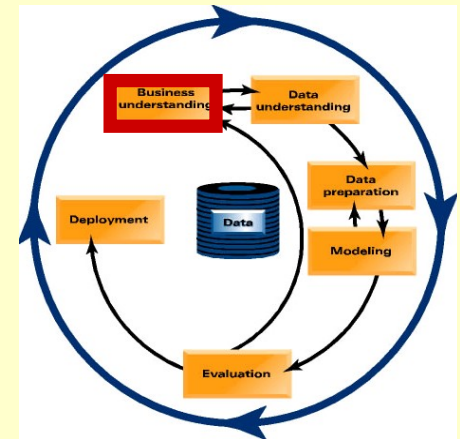 Business
understanding
Data
understanding
Data
preparation
Deployment
Data
Modeling
Evaluation